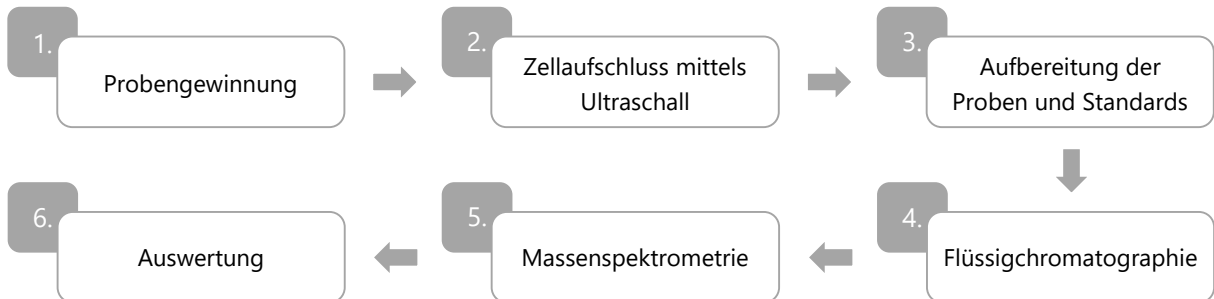 1.
Probengewinnung
2.
Zellaufschluss mittels
Ultraschall
3.
Aufbereitung der
Proben und Standards
4.
Flüssigchromatographie
5.
Massenspektrometrie
6.
Auswertung